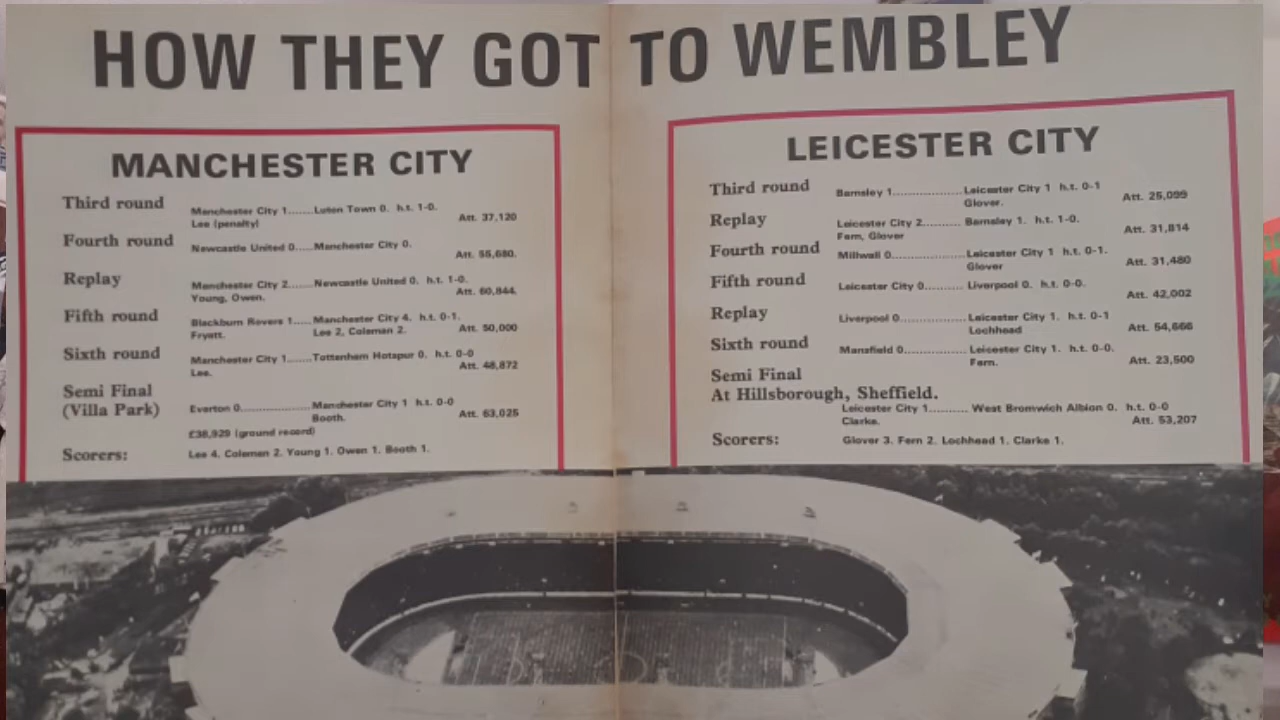 HOW THEY GOT TO WEMBLEY
MANCHESTER CITY
Third round
Manchester City 1.......Luton Town 0. h.t. 1-0.
Lee (penalty)
Att. 37,120
Fourth round
Newcastle United 0.....Manchester City 0.
Att. 55,680.
Replay
Manchester City 2......Newcastle United 0. h.t. 1-0.
Young, Owen.
Att. 60,844.
Fifth round
Blackburn Rovers 1.....Manchester City 4. h.t. 0-1.
Fryatt. Lee 2, Coleman 2.
Att. 50,000
Sixth round
Manchester City 1.......Tottenham Hotspur 0. h.t. 0-0
Lee.
Att. 48,872
Semi Final
(Villa Park)
Everton 0....................Manchester City 1 h.t. 0-0
Booth.
Att. 63,025
£38,929 (ground record)
Scorers: Lee 4. Coleman 2. Young 1. Owen 1. Booth 1.
LEICESTER CITY
Third round
Barnsley 1..................Leicester City 1 h.t. 0-1
Glover.
Att. 25,099
Replay
Leicester City 2.......... Barnsley 1. h.t. 1-0.
Fern, Glover
Att. 31,814
Fourth round
Millwall 0...................Leicester City 1 h.t. 0-1.
Glover
Att. 31,480
Fifth round
Leicester City 0.......... Liverpool 0. h.t. 0-0.
Att. 42,002
Replay
Liverpool 0..................Leicester City 1. h.t. 0-1
Lochhead
Att. 54,666
Sixth round
Mansfield 0.................Leicester City 1. h.t. 0-0.
Fern.
Att. 23,500
Semi Final
At Hillsborough, Sheffield.
Leicester City 1.......... West Bromwich Albion 0. h.t. 0-0
Clarke.
Att. 53,207
Scorers: Glover 3. Fern 2. Lochhead 1. Clarke 1.